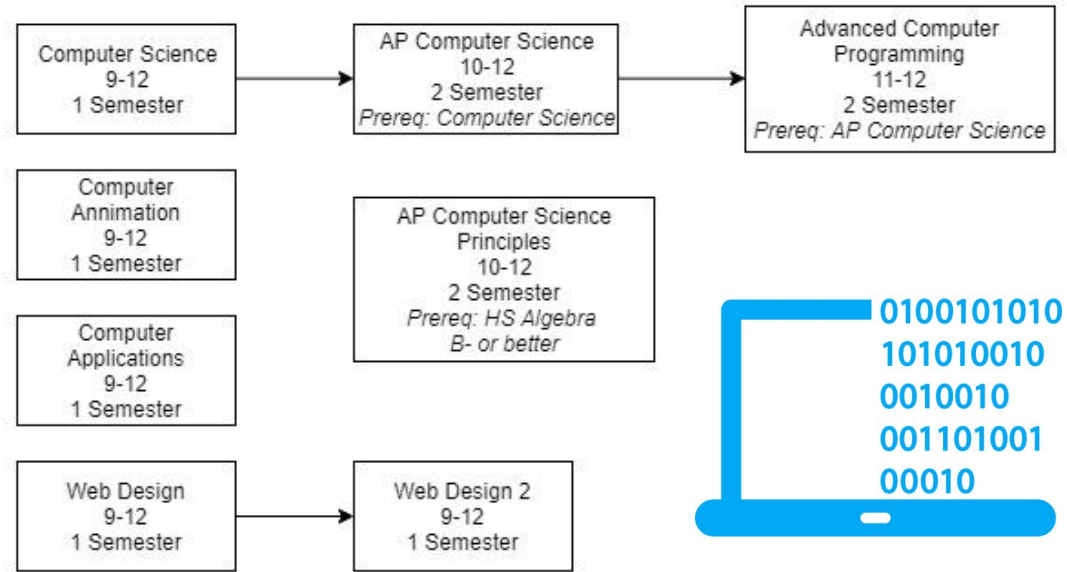 Computer Science
9-12
1 Semester
AP Computer Science
10-12
2 Semester
Prereq: Computer Science
Advanced Computer
Programming
11-12
2 Semester
Prereq: AP Computer Science
Computer
Annimation
9-12
1 Semester
AP Computer Science
Principles
10-12
2 Semester
Prereq: HS Algebra
B- or better
Computer
Applications
9-12
1 Semester
Web Design
9-12
1 Semester
Web Design 2
9-12
1 Semester
0100101010
101010010
0010010
001101001
00010